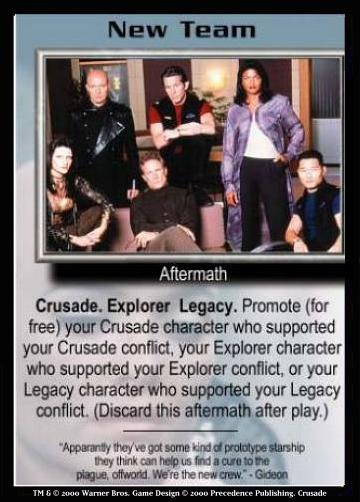 New Team
Aftermath
Crusade. Explorer Legacy. Promote (for
free) your Crusade character who supported
your Crusade conflict, your Explorer character
who supported your Explorer conflict, or your
Legacy character who supported your Legacy
conflict. (Discard this aftermath after play.)
"Apparantly they've got some kind of prototype starship
they think can help us find a cure to the
plague, offworld. We're the new crew." - Gideon
TM & © 2000 Warner Bros. Game Design © 2000 Precedence Publishing. Crusade